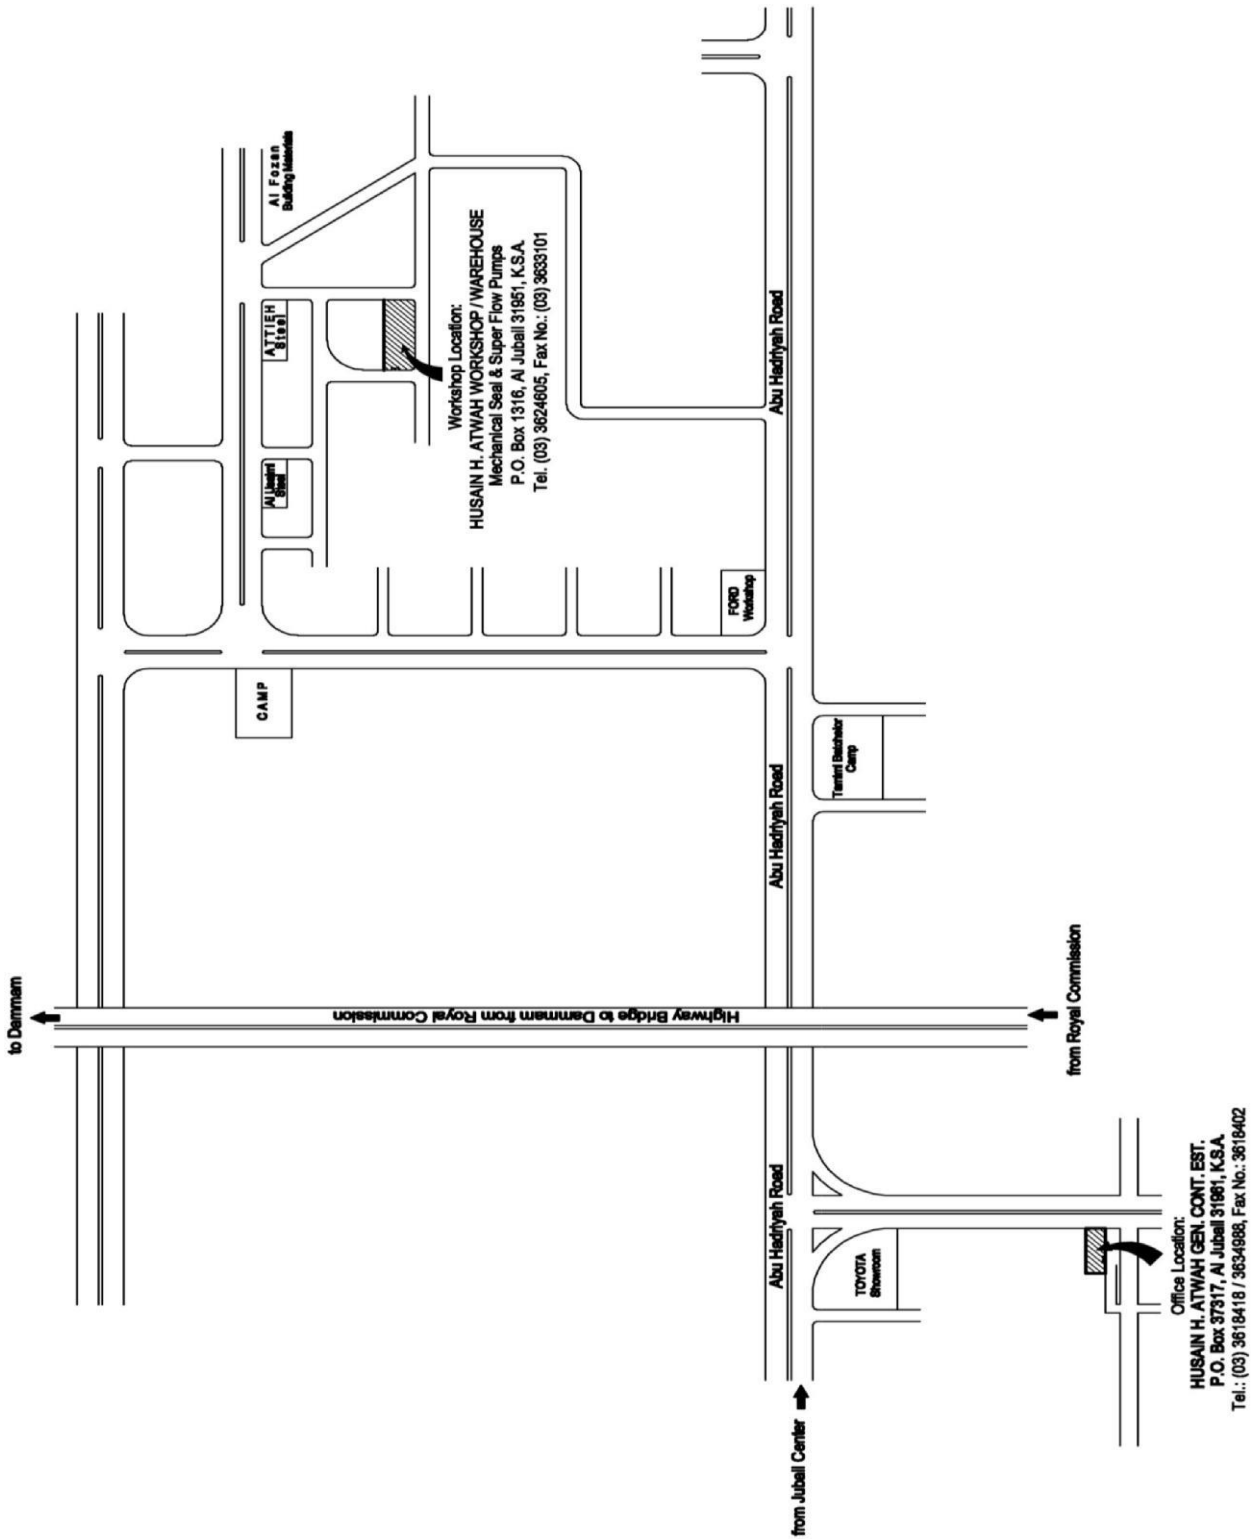 to Dammam
Al Fozan
Building Materials
ATTIEH
Steel
Steel
Workshop Location:
HUSAIN H. ATWAH WORKSHOP / WAREHOUSE
Mechanical Seal & Super Flow Pumps
P.O. Box 1316, Al Jubail 31951, K.S.A.
Tel. (03) 3624605, Fax No.: (03) 3633101
CAMP
FORD
Workshop
Abu Hadriyah Road
Abu Hadriyah Road
Abu Hadriyah Road
Tamimi Batchelor
Camp
Highway Bridge to Dammam from Royal Commission
from Royal Commission
TOYOTA
Showroom
from Jubail Center
Office Location:
HUSAIN H. ATWAH GEN. CONT. EST.
P.O. Box 37317, Al Jubail 31961, K.S.A.
Tel.: (03) 3618418 / 3634988, Fax No.: 3618402